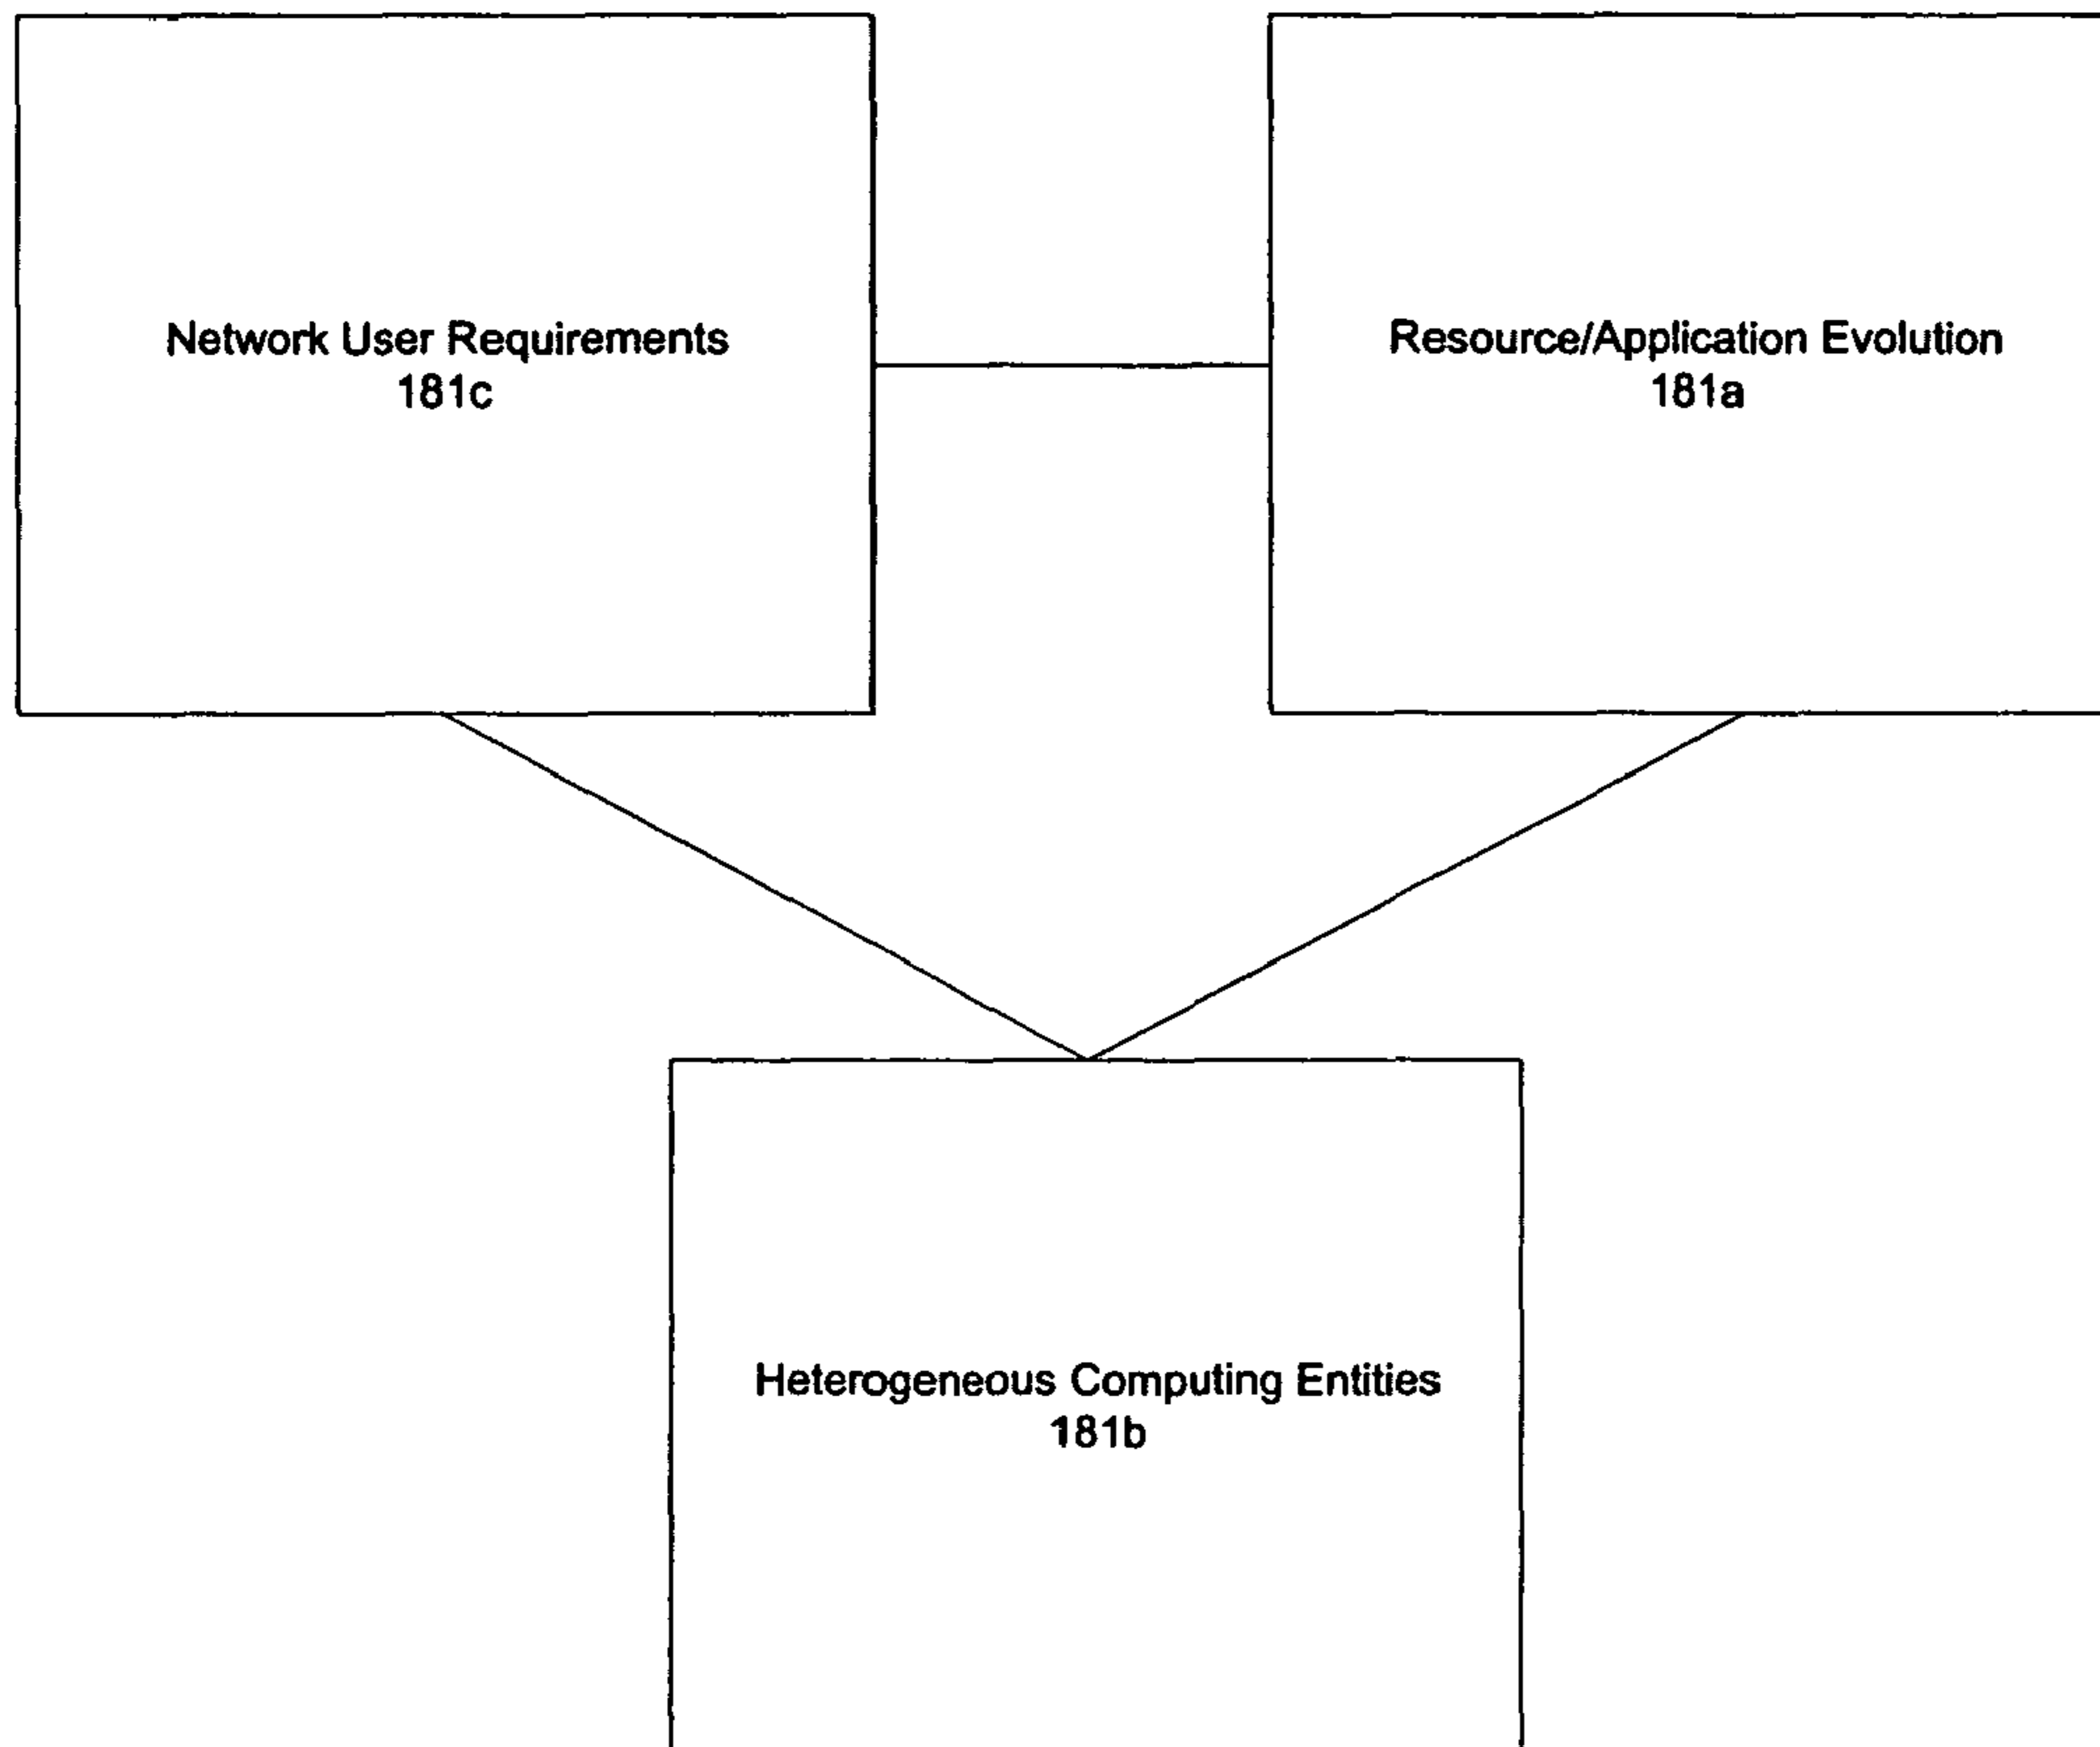 Network User Requirements
181c
Resource/Application Evolution
181a
Heterogeneous Computing Entities
181b